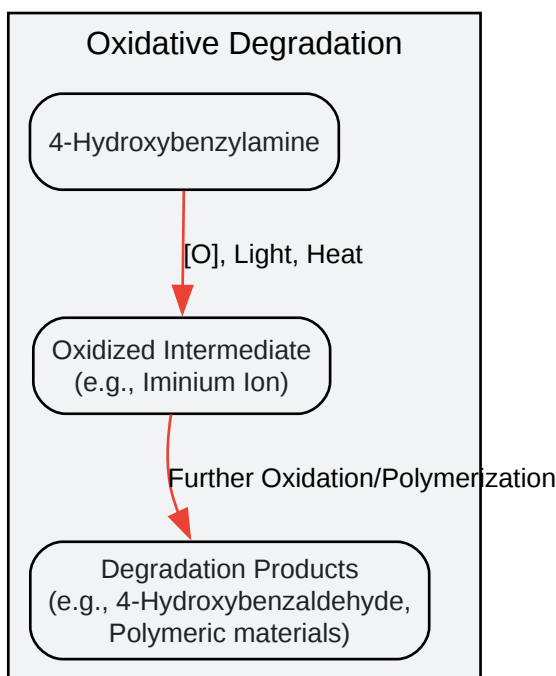 Oxidative Degradation
4-Hydroxybenzylamine
[O], Light, Heat
Oxidized Intermediate
(e.g., Iminium Ion)
Further Oxidation/Polymerization
Degradation Products
(e.g., 4-Hydroxybenzaldehyde,
Polymeric materials)